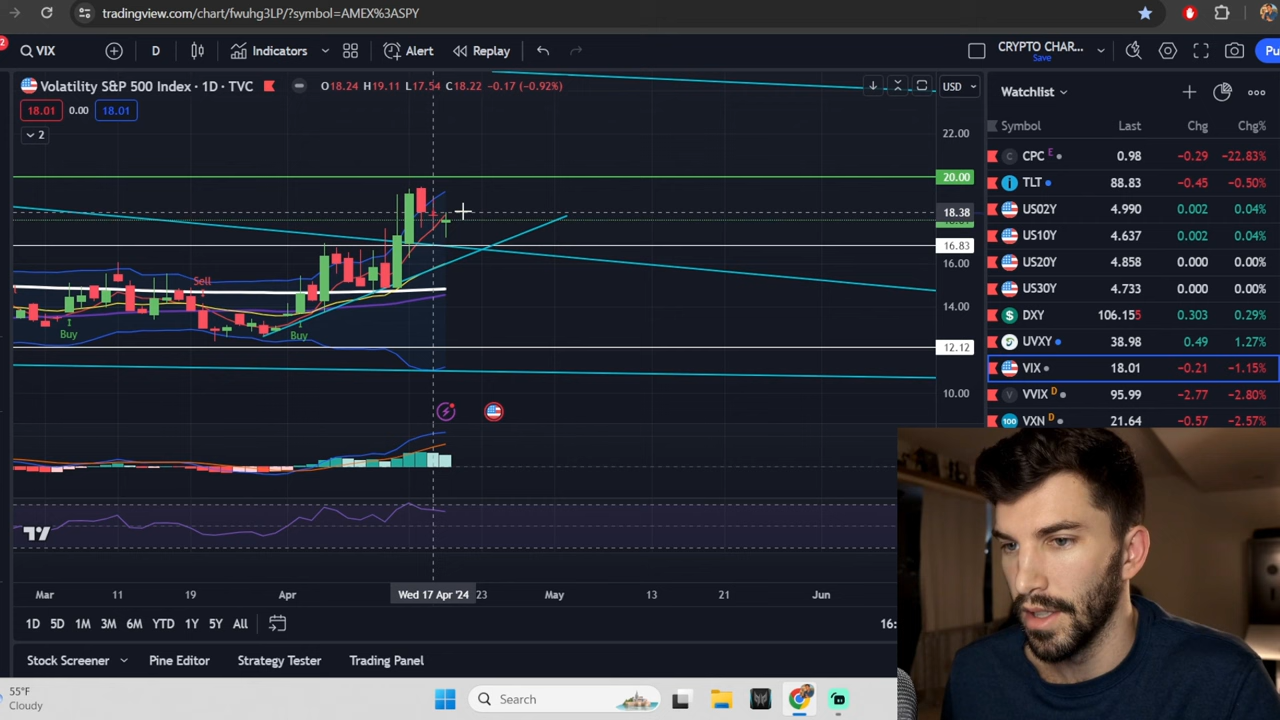 tradingview.com/chart/fwuhg3LP/?symbol=AMEX%3ASPY
2
VIX
D
Indicators
Alert
Replay
CRYPTO CHAR...
Save
Pu
Volatility S&P 500 Index · 1D · TVC
O18.24 H19.11 L17.54 C18.22 −0.17 (−0.92%)
18.01 0.00 18.01
2
USD
22.00
20.00
18.38
16.83
16.00
14.00
12.12
10.00
Sell
Buy
Buy
Watchlist
Symbol Last Chg Chg%
CPC E 0.98 −0.29 −22.83%
TLT 88.83 −0.45 −0.50%
US02Y 4.990 0.002 0.04%
US10Y 4.637 0.002 0.04%
US20Y 4.858 0.000 0.00%
US30Y 4.733 0.000 0.00%
DXY 106.155 0.303 0.29%
UVXY 38.98 0.49 1.27%
VIX 18.01 −0.21 −1.15%
VVIX D 95.99 −2.77 −2.80%
100 VXN D 21.64 −0.57 −2.57%
Mar 11 19 Apr Wed 17 Apr '24 23 May 13 21 Jun
1D 5D 1M 3M 6M YTD 1Y 5Y All
16:
Stock Screener Pine Editor Strategy Tester Trading Panel
55°F
Cloudy
Search